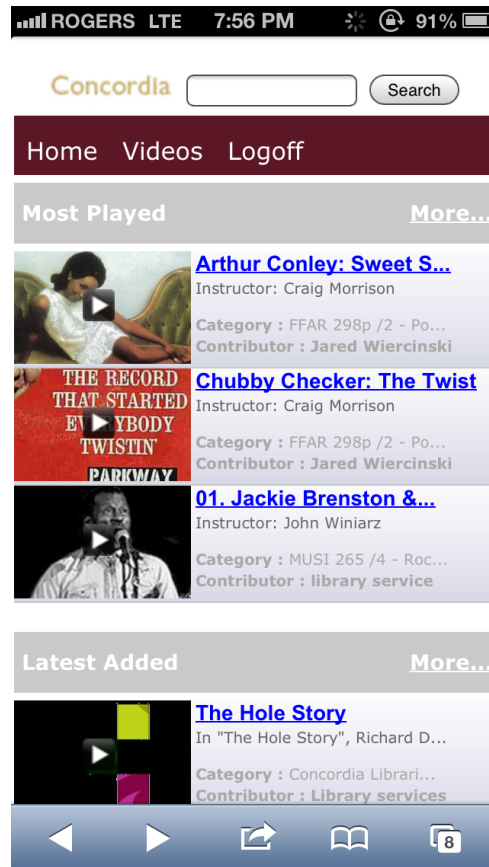 ROGERS LTE 7:56 PM 91%
Concordia Search
Home Videos Logoff
Most Played More...
Arthur Conley: Sweet S...
Instructor: Craig Morrison
Category : FFAR 298p /2 - Po...
Contributor : Jared Wiercinski
THE RECORD
THAT STARTED
EVERYBODY
TWISTIN'
PARKWAY
Chubby Checker: The Twist
Instructor: Craig Morrison
Category : FFAR 298p /2 - Po...
Contributor : Jared Wiercinski
01. Jackie Brenston &...
Instructor: John Winiarz
Category : MUSI 265 /4 - Roc...
Contributor : library service
Latest Added More...
The Hole Story
In "The Hole Story", Richard D...
Category : Concordia Librari...
Contributor : Library services
8